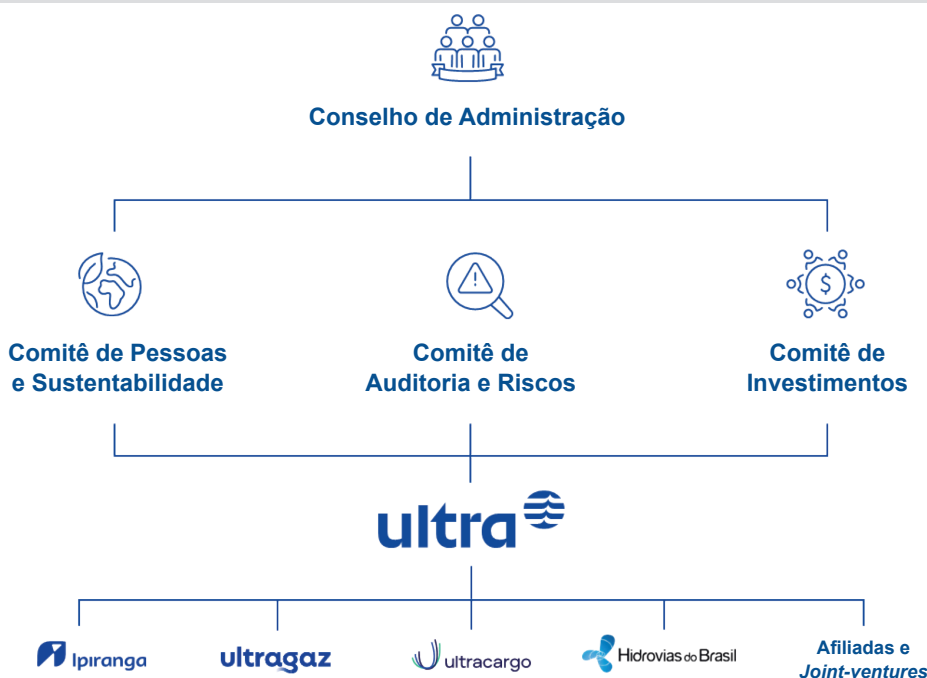 Conselho de Administração
Comitê de Pessoas
e Sustentabilidade
Comitê de
Auditoria e Riscos
$
Comitê de
Investimentos
ultra
Ipiranga
ultragaz
ultracargo
Hidrovias do Brasil
Afiliadas e
Joint-ventures